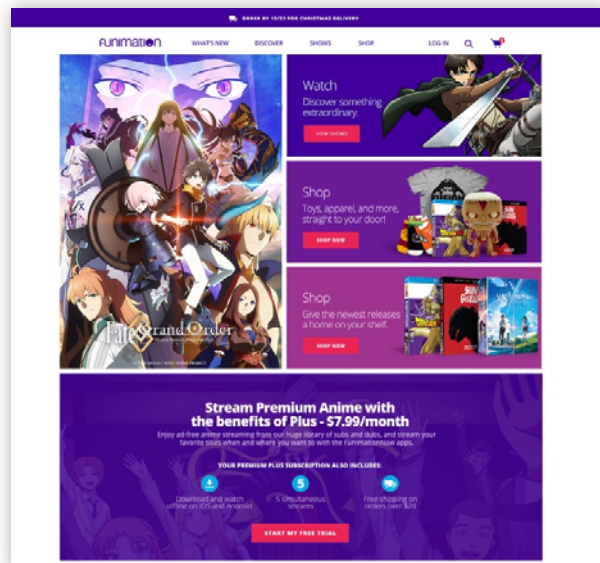 ORDER BY 12/21 FOR CHRISTMAS DELIVERY
FUNIMATION
WHAT'S NEW
DISCOVER
SHOWS
SHOP
LOG IN
Fate Grand Order
Watch
Discover something
extraordinary.
VIEW SHOWS
Shop
Toys, apparel, and more,
straight to your door!
SHOP NOW
Shop
Give the newest releases
a home on your shelf.
SHOP NOW
Stream Premium Anime with
the benefits of Plus - $7.99/month
Enjoy ad-free anime streaming from our huge library of subs and dubs, and stream your
favorite titles when and where you want to with the FunimationNow apps.
YOUR PREMIUM PLUS SUBSCRIPTION ALSO INCLUDES:
5
Download and watch
offline on iOS and Android
5 simultaneous
streams
Free shipping on
orders over $20
START MY FREE TRIAL